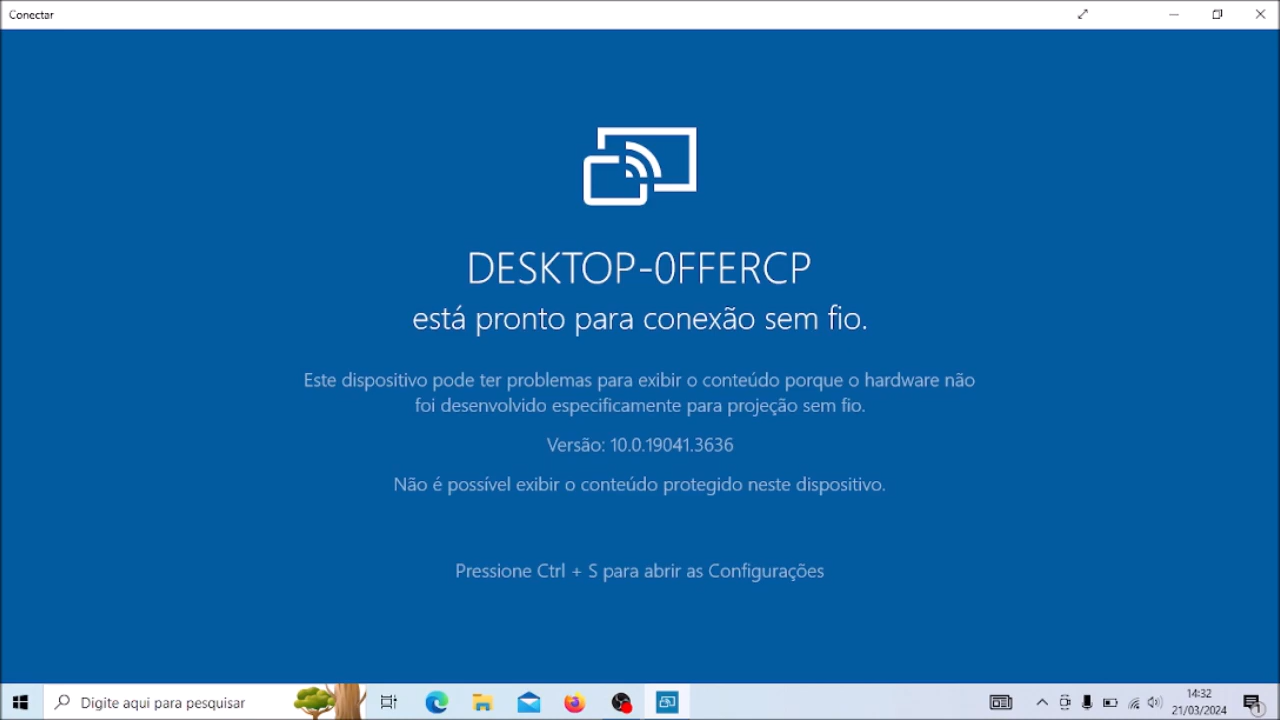 Conectar
DESKTOP-0FFERCP
está pronto para conexão sem fio.
Este dispositivo pode ter problemas para exibir o conteúdo porque o hardware não
foi desenvolvido especificamente para projeção sem fio.
Versão: 10.0.19041.3636
Não é possível exibir o conteúdo protegido neste dispositivo.
Pressione Ctrl + S para abrir as Configurações
Digite aqui para pesquisar
14:32
21/03/2024
1